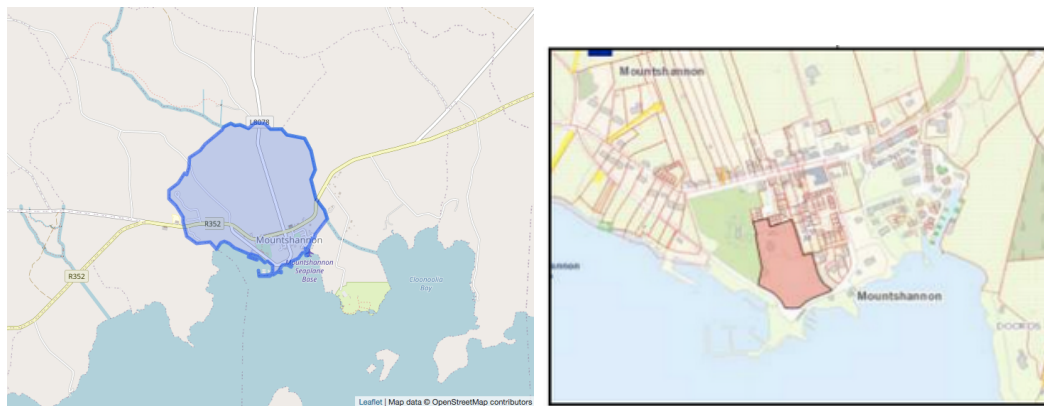 L8078
R352
Mountshannon
Mountshannon
Seaplane
Base
R352
Cloonoolia
Bay
Leaflet | Map data © OpenStreetMap contributors
Mountshannon
Mountshannon